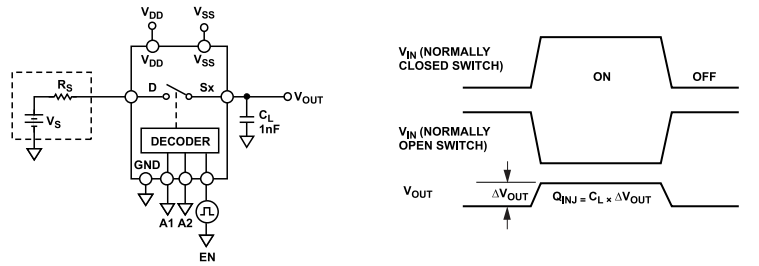 VDD
VSS
VDD
VSS
RS
VS
D
Sx
VOUT
CL
1nF
DECODER
GND
A1 A2
EN
VIN (NORMALLY
CLOSED SWITCH)
ON
OFF
VIN (NORMALLY
OPEN SWITCH)
VOUT
ΔVOUT
QINJ = CL × ΔVOUT